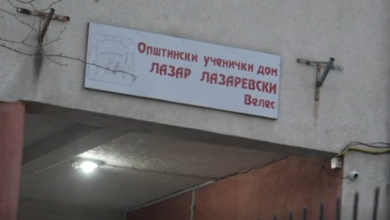 Општински ученички дом
ЛАЗАР ЛАЗАРЕВСКИ
Велес